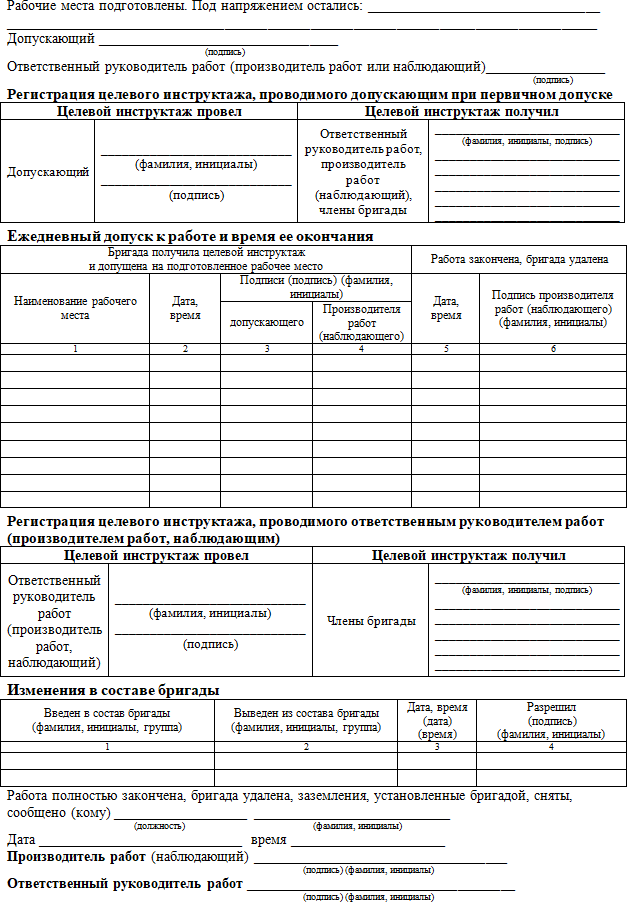 Рабочие места подготовлены. Под напряжением остались: ___________________________________
Допускающий ___________________________________
(подпись)
Ответственный руководитель работ (производитель работ или наблюдающий)_________________
(подпись)
Регистрация целевого инструктажа, проводимого допускающим при первичном допуске
Целевой инструктаж провел
Целевой инструктаж получил
Допускающий
(фамилия, инициалы)
(подпись)
Ответственный
руководитель работ,
производитель
работ
(наблюдающий),
члены бригады
(фамилия, инициалы, подпись)
Ежедневный допуск к работе и время ее окончания
Бригада получила целевой инструктаж
и допущена на подготовленное рабочее место
Работа закончена, бригада удалена
Наименование рабочего
места
Дата,
время
Подписи (подпись) (фамилия,
инициалы)
допускающего
Производителя
работ
(наблюдающего)
Дата,
время
Подпись производителя
работ (наблюдающего)
(фамилия, инициалы)
1 2 3 4 5 6
Регистрация целевого инструктажа, проводимого ответственным руководителем работ
(производителем работ, наблюдающим)
Целевой инструктаж провел
Целевой инструктаж получил
Ответственный
руководитель
работ
(производитель
работ,
наблюдающий)
(фамилия, инициалы)
(подпись)
Члены бригады
(фамилия, инициалы, подпись)
Изменения в составе бригады
Введен в состав бригады
(фамилия, инициалы, группа)
Выведен из состава бригады
(фамилия, инициалы, группа)
Дата, время
(дата)
(время)
Разрешил
(подпись)
(фамилия, инициалы)
1 2 3 4
Работа полностью закончена, бригада удалена, заземления, установленные бригадой, сняты,
сообщено (кому) ___________________ ____________________________
(должность) (фамилия, инициалы)
Дата _____________________________ время ______________________
Производитель работ (наблюдающий) ____________________________________
(подпись) (фамилия, инициалы)
Ответственный руководитель работ ______________________________________
(подпись) (фамилия, инициалы)